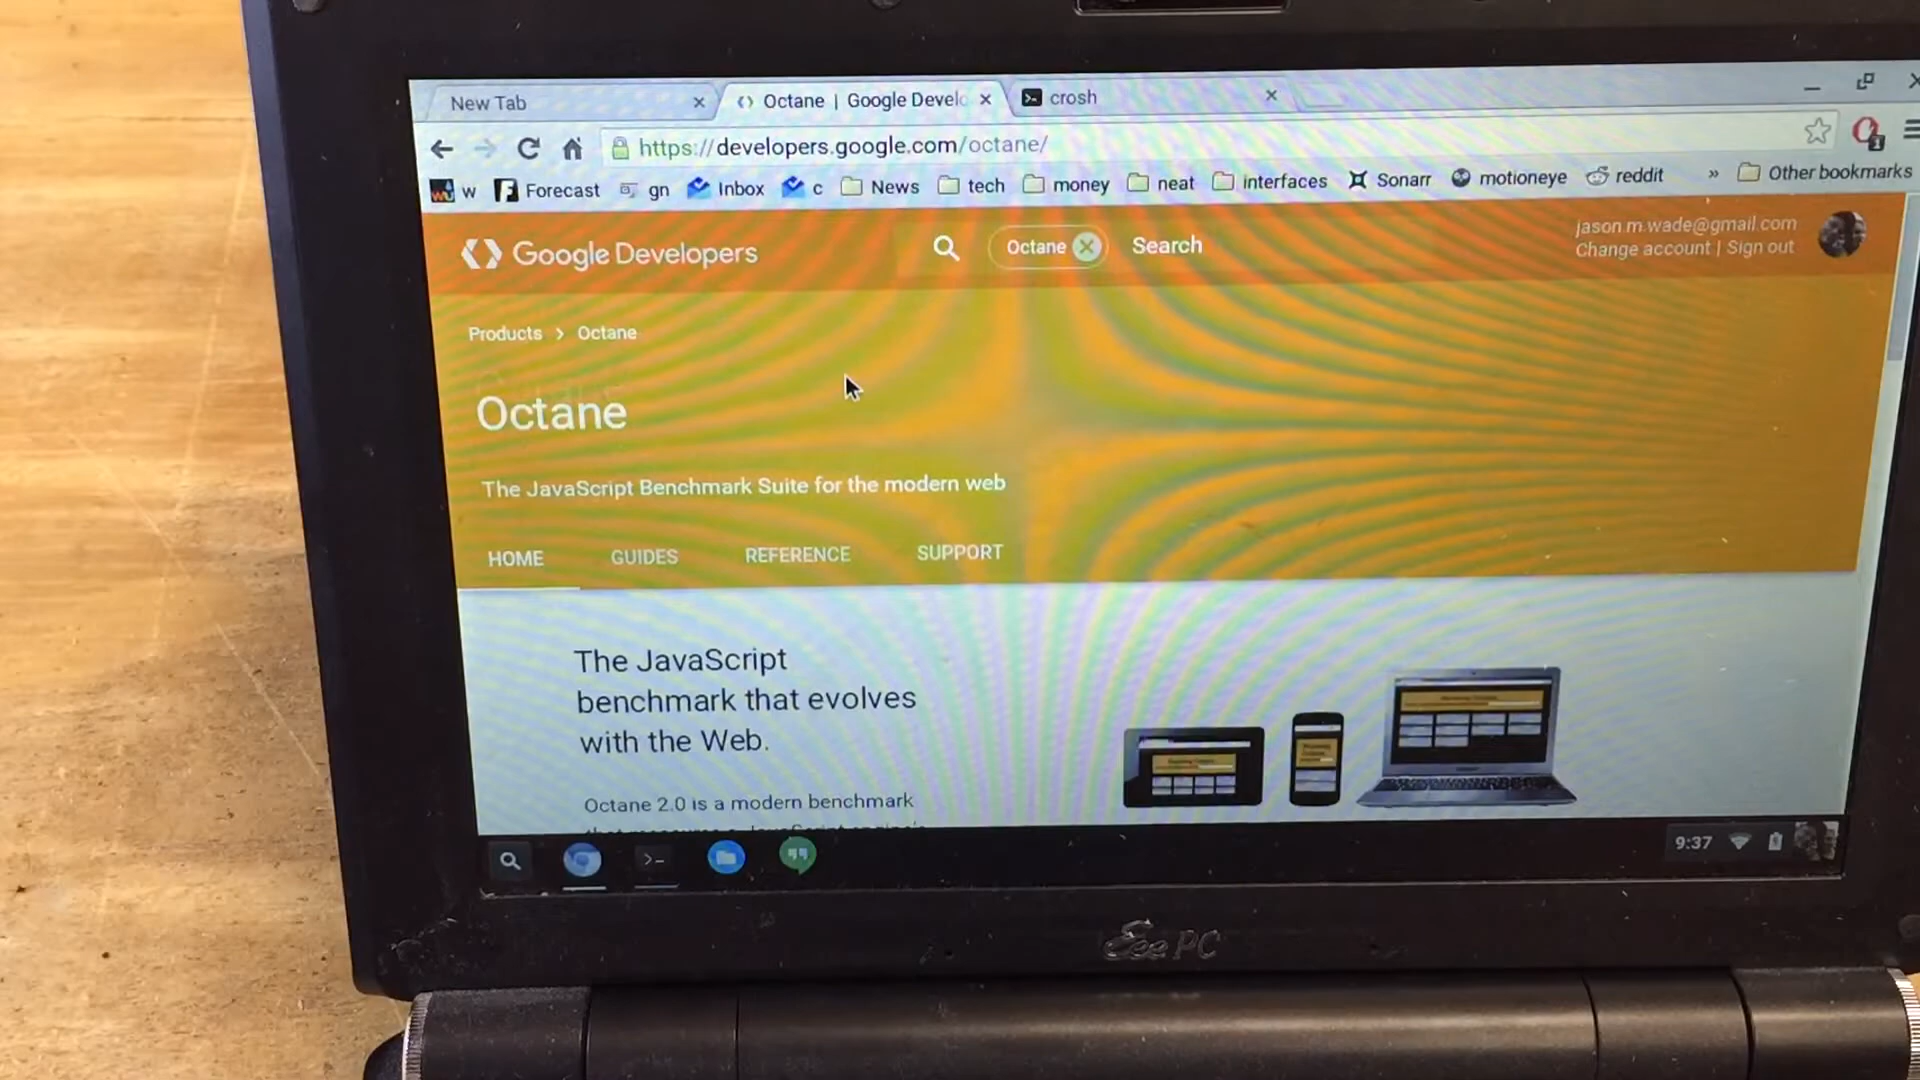 New Tab
Octane | Google Develo
crosh
https://developers.google.com/octane/
w
Forecast
gn
Inbox
c
News
tech
money
neat
interfaces
Sonarr
motioneye
reddit
»
Other bookmarks
Google Developers
Octane
Search
jason.m.wade@gmail.com
Change account | Sign out
Products > Octane
Octane
The JavaScript Benchmark Suite for the modern web
HOME
GUIDES
REFERENCE
SUPPORT
The JavaScript
benchmark that evolves
with the Web.
Octane 2.0 is a modern benchmark
9:37
Eee PC